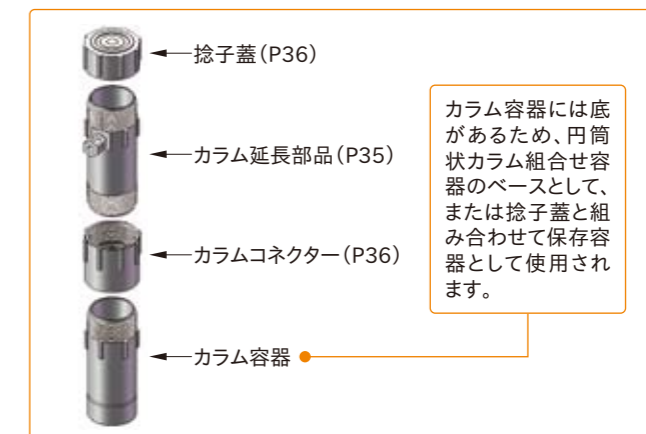 捻子蓋（P36）
カラム延長部品（P35）
カラムコネクター（P36）
カラム容器
カラム容器には底
があるため、円筒
状カラム組合せ容
器のベースとして、
または捻子蓋と組
み合わせて保存容
器として使用され
ます。